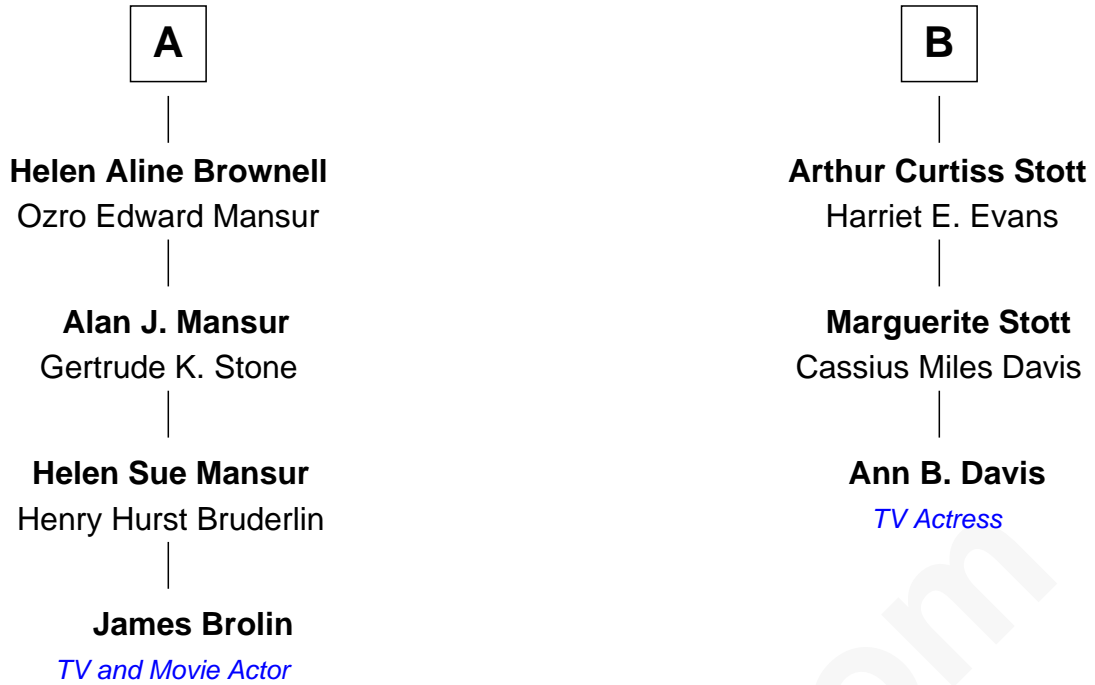 A
Helen Aline Brownell
Ozro Edward Mansur
Alan J. Mansur
Gertrude K. Stone
Helen Sue Mansur
Henry Hurst Bruderlin
James Brolin
TV and Movie Actor
B
Arthur Curtiss Stott
Harriet E. Evans
Marguerite Stott
Cassius Miles Davis
Ann B. Davis
TV Actress
om